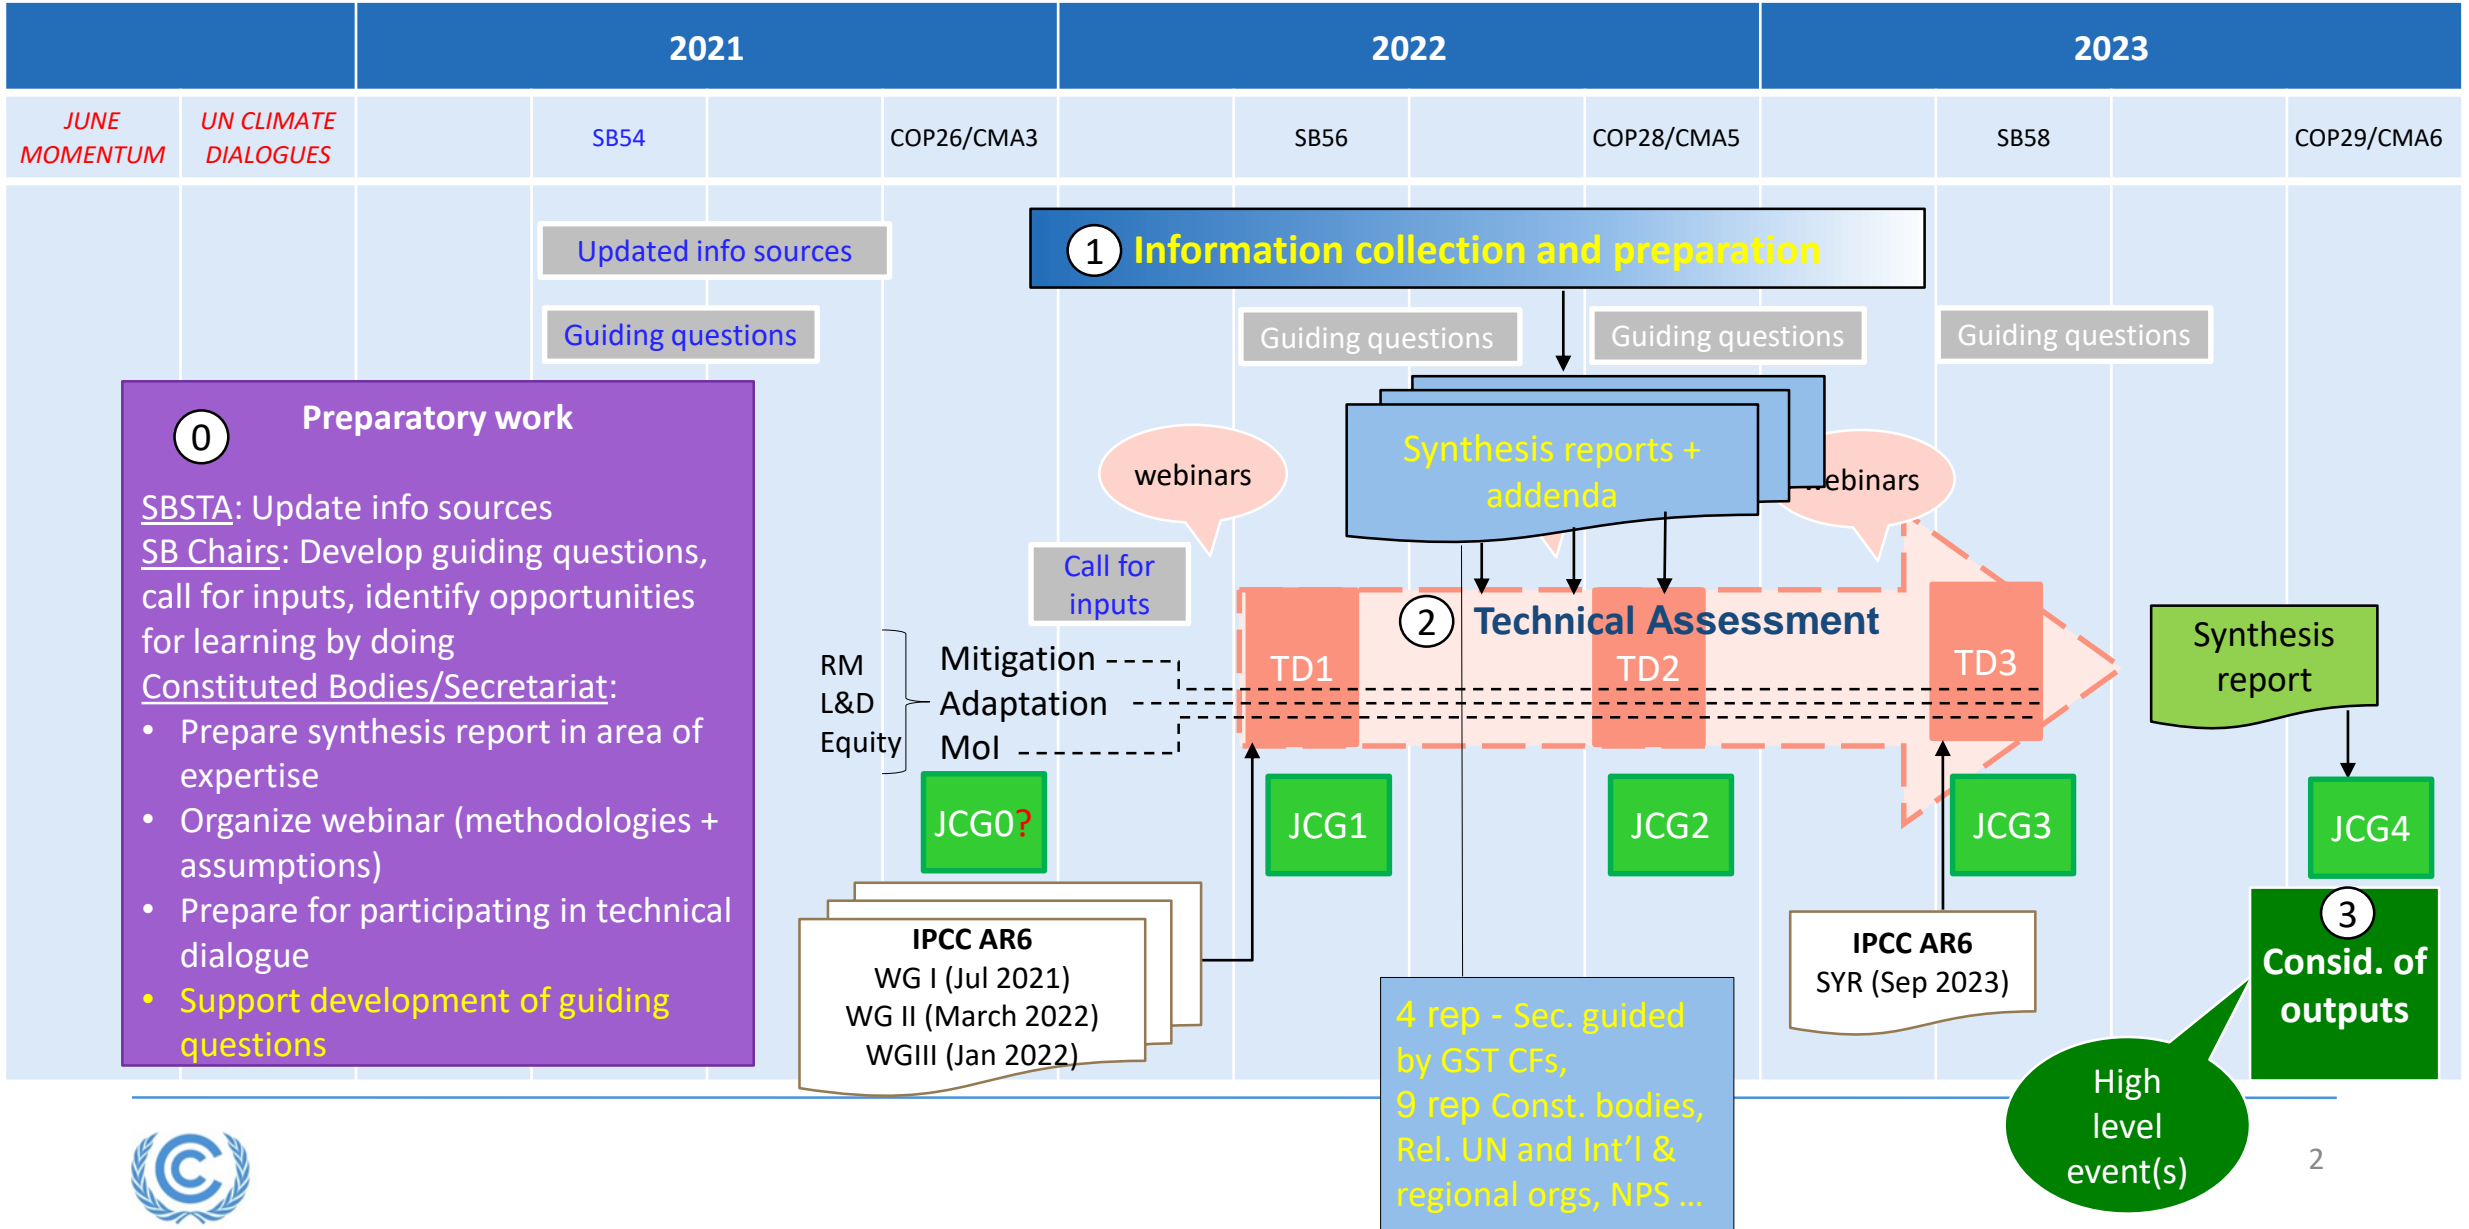 2021
2022
2023
JUNE
MOMENTUM
UN CLIMATE
DIALOGUES
SB54
COP26/CMA3
SB56
COP28/CMA5
SB58
COP29/CMA6
Updated info sources
1 Information collection and preparation
Guiding questions
Guiding questions
Guiding questions
Guiding questions
0
Preparatory work
SBSTA: Update info sources
SB Chairs: Develop guiding questions,
call for inputs, identify opportunities
for learning by doing
Constituted Bodies/Secretariat:
• Prepare synthesis report in area of
expertise
• Organize webinar (methodologies +
assumptions)
• Prepare for participating in technical
dialogue
• Support development of guiding
questions
webinars
Synthesis reports +
addenda
ebinars
Call for
inputs
2 Technical Assessment
RM
L&D
Equity
Mitigation
Adaptation
MoI
TD1
TD2
TD3
Synthesis
report
JCG0?
JCG1
JCG2
JCG3
JCG4
IPCC AR6
WG I (Jul 2021)
WG II (March 2022)
WGIII (Jan 2022)
IPCC AR6
SYR (Sep 2023)
3
Consid. of
outputs
4 rep - Sec. guided
by GST CFs,
9 rep Const. bodies,
Rel. UN and Int’l &
regional orgs, NPS ...
High
level
event(s)
2